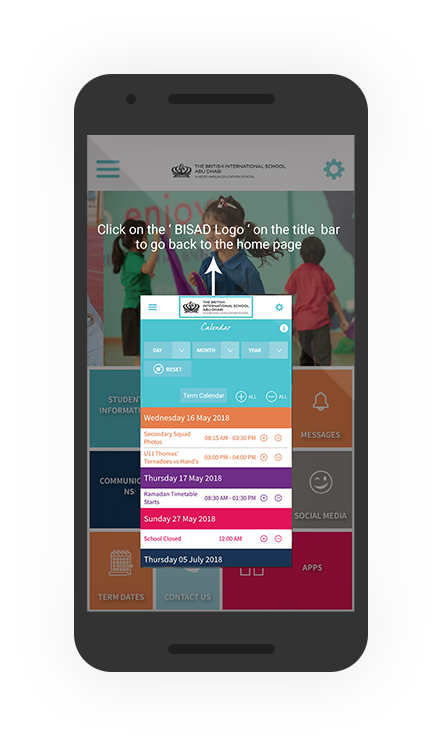 THE BRITISH INTERNATIONAL SCHOOL
ABU DHABI
A NORD ANGLIA EDUCATION SCHOOL
enjoy
Click on the ‘ BISAD Logo ‘ on the title bar
to go back to the home page
THE BRITISH
INTERNATIONAL SCHOOL
ABU DHABI
Calendar
DAY MONTH YEAR
RESET
Term Calendar ALL ALL
Wednesday 16 May 2018
Secondary Squad
Photos
08:15 AM - 03:30 PM
U11 Thomas'
Tornadoes vs Hand's
03:00 PM - 04:00 PM
Thursday 17 May 2018
Ramadan Timetable
Starts
08:30 AM - 01:30 PM
Sunday 27 May 2018
School Closed 12:00 AM
Thursday 05 July 2018
STUDENT
INFORMATI
MESSAGES
COMMUNIC
NS
SOCIAL MEDIA
TERM DATES
CONTACT US
APPS